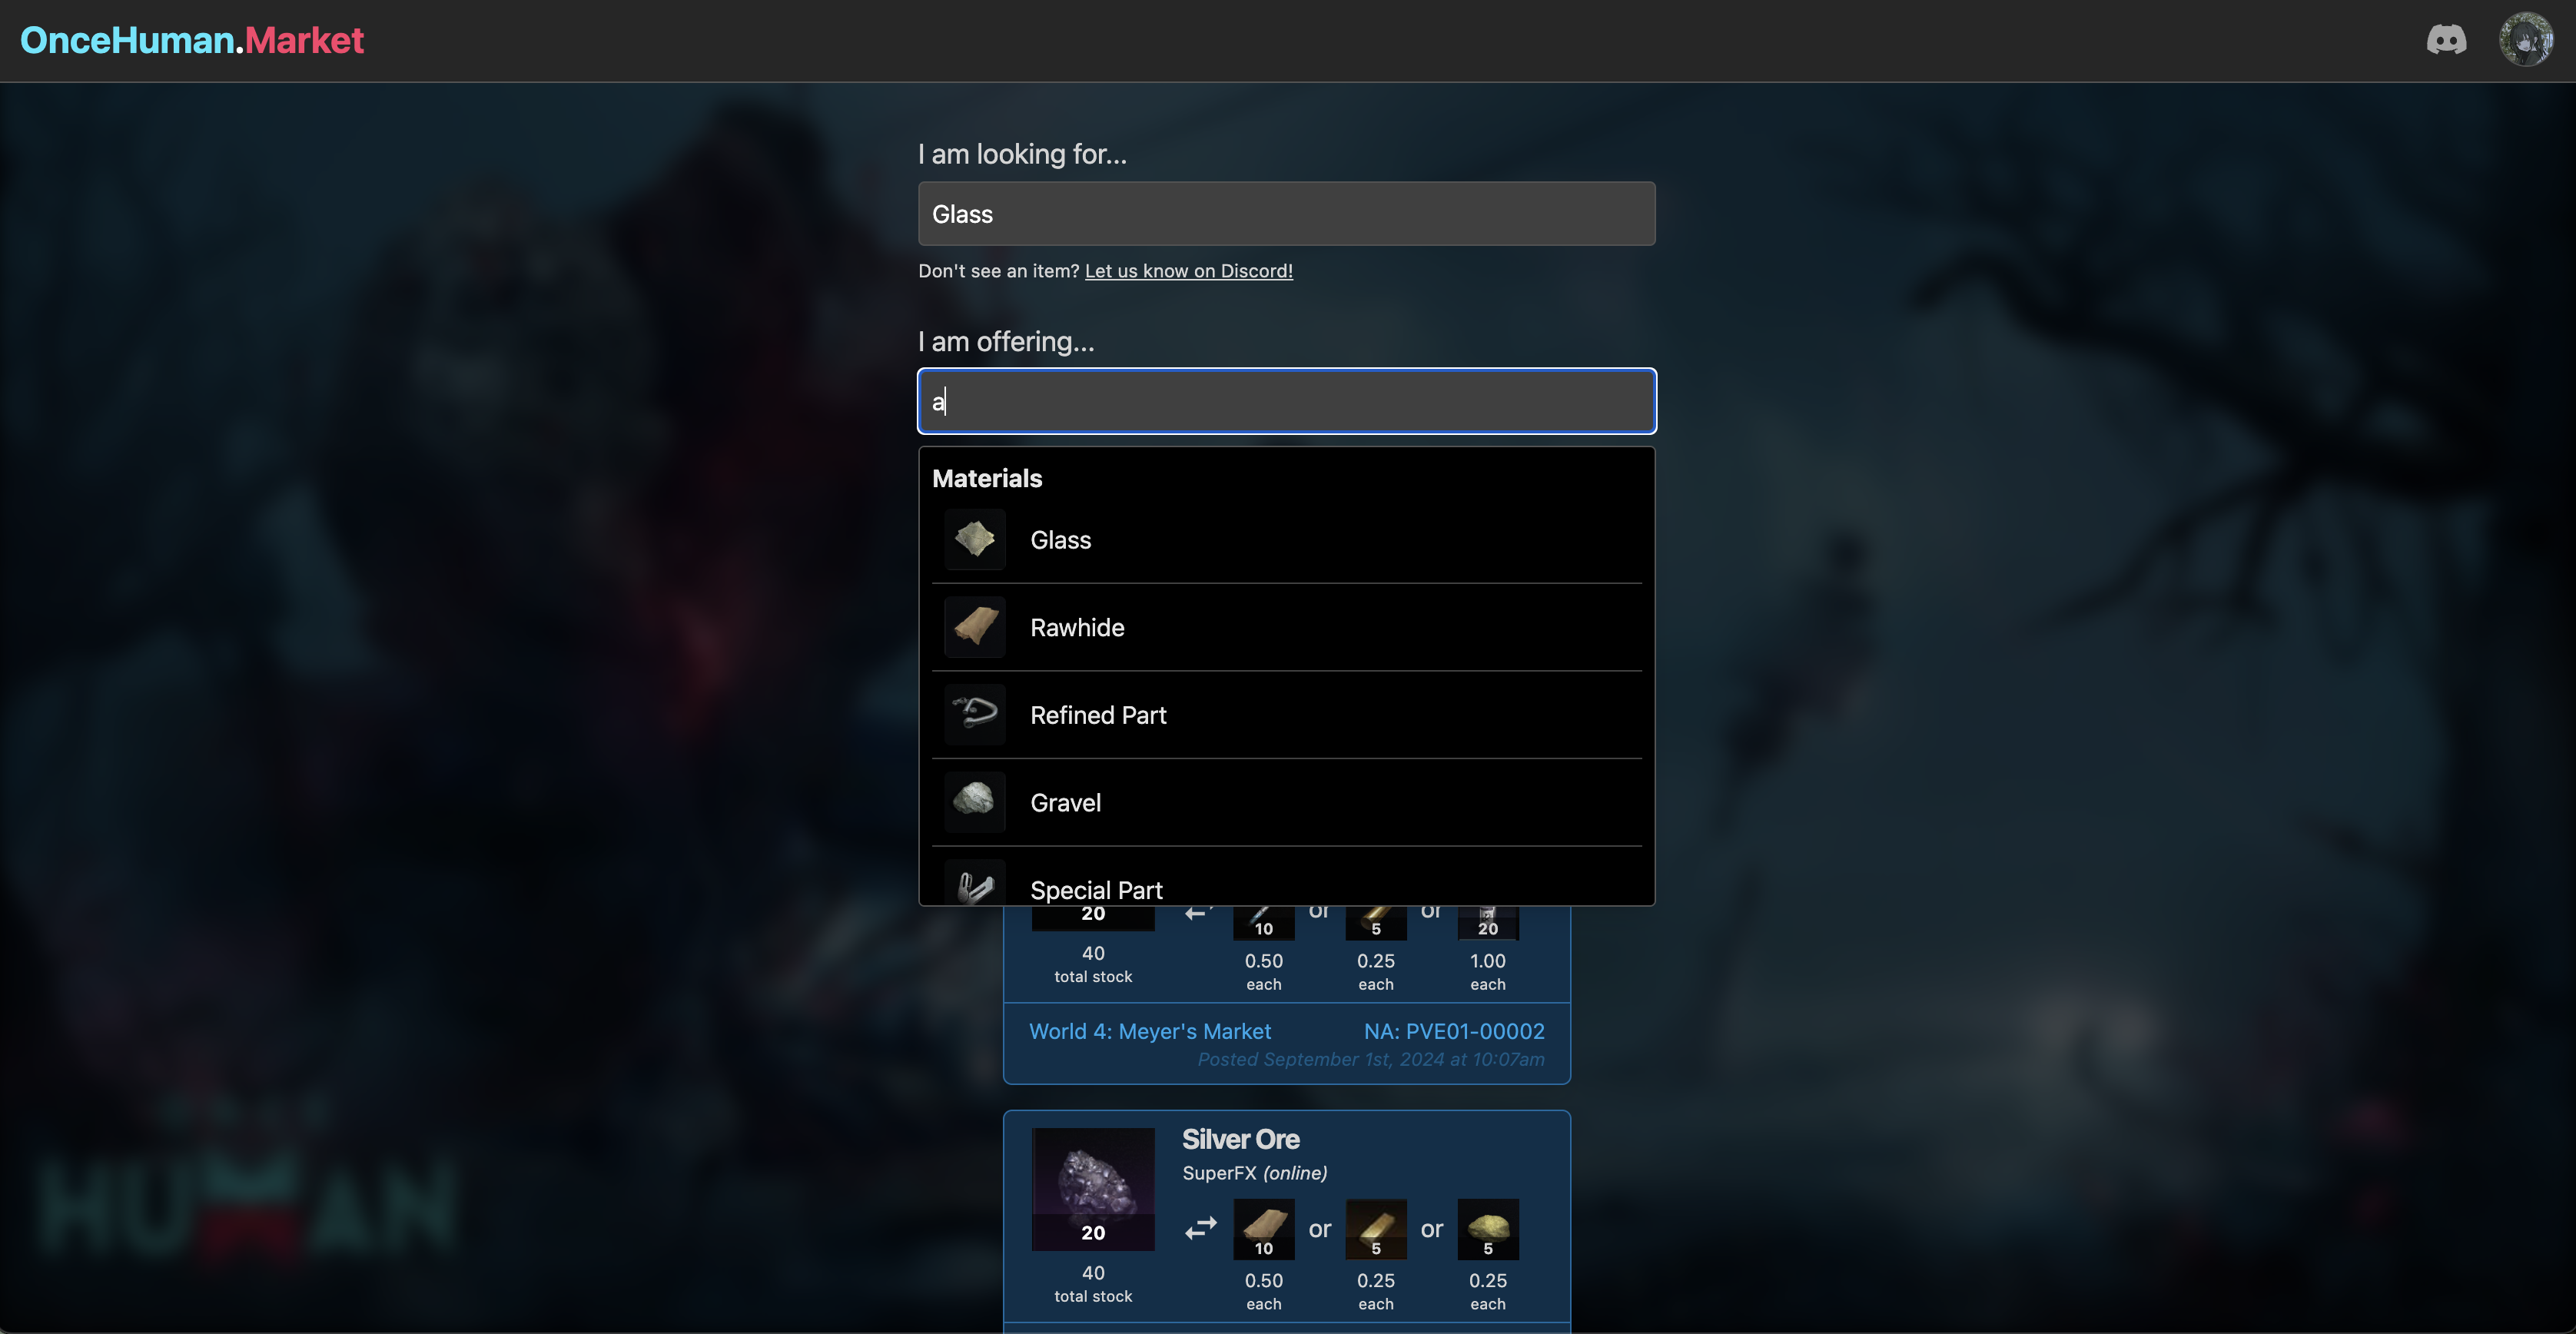 OnceHuman.Market
I am looking for...
Glass
Don't see an item? Let us know on Discord!
I am offering...
a
Materials
Glass
Rawhide
Refined Part
Gravel
Special Part
20
or
or
10
5
20
40
total stock
0.50
each
0.25
each
1.00
each
World 4: Meyer's Market
NA: PVE01-00002
Posted September 1st, 2024 at 10:07am
Silver Ore
SuperFX (online)
20
10
or
5
or
5
40
total stock
0.50
each
0.25
each
0.25
each
HUMAN